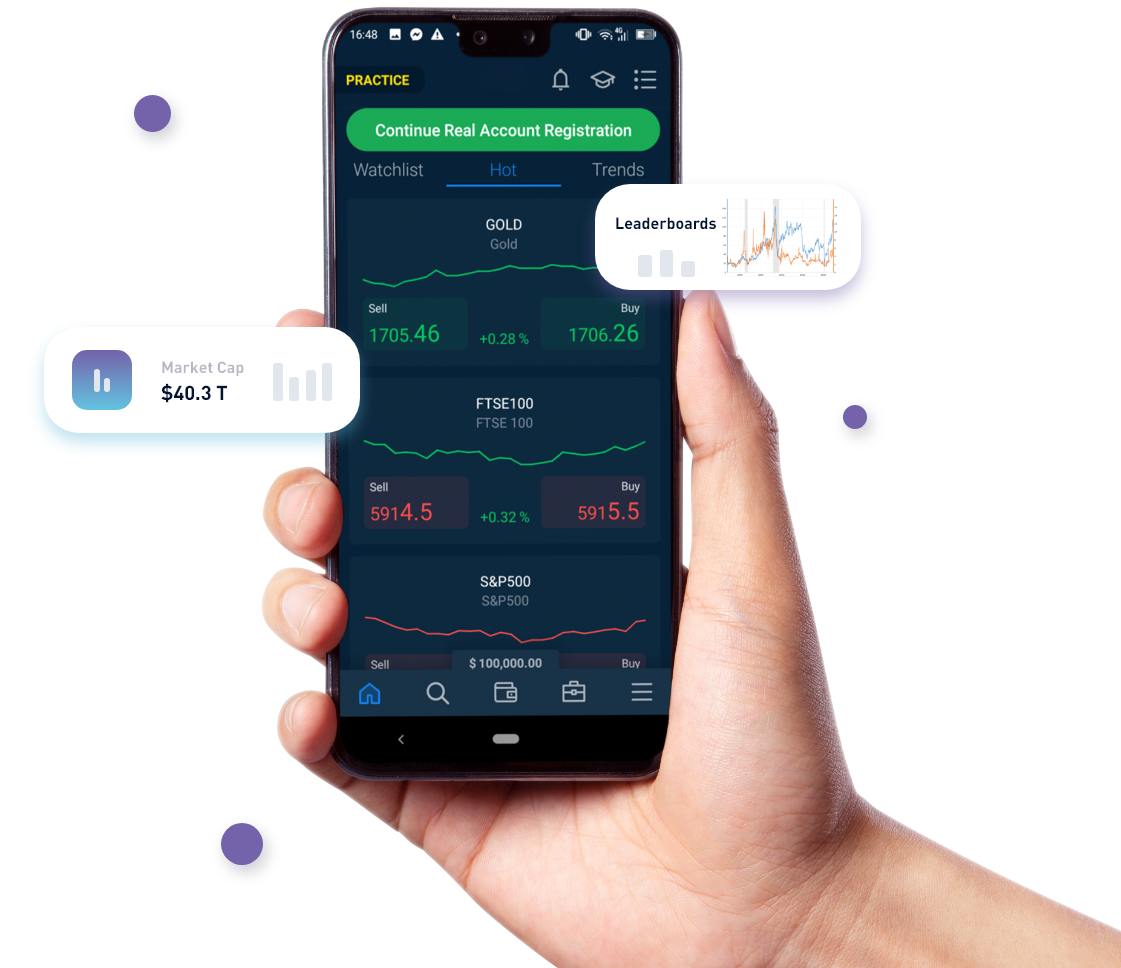 16:48
4G
PRACTICE
Continue Real Account Registration
Watchlist Hot Trends
GOLD
Gold
Sell Buy
1705.46 +0.28 % 1706.26
Leaderboards
Market Cap
$40.3 T
FTSE100
FTSE 100
Sell Buy
5914.5 +0.32 % 5915.5
S&P500
S&P500
Sell $ 100,000.00 Buy